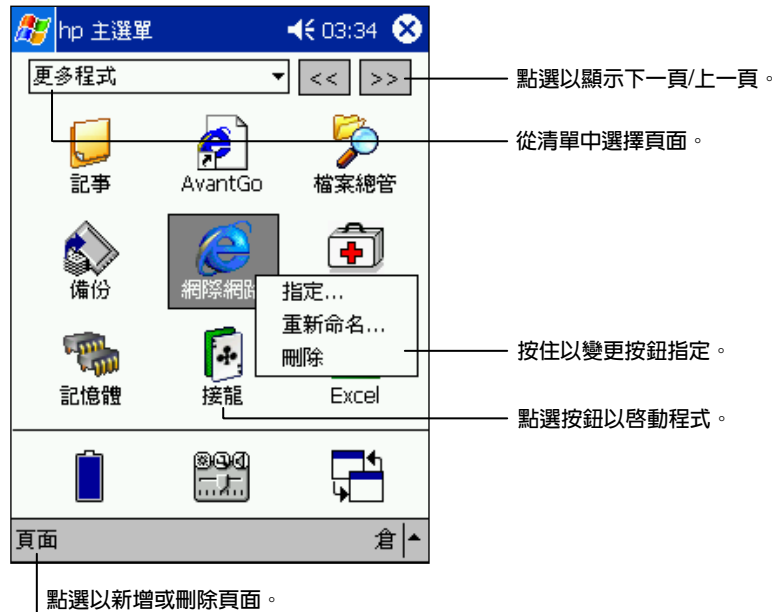 hp 主選單 03:34
更多程式 << >>
點選以顯示下一頁/上一頁。
從清單中選擇頁面。
記事 AvantGo 檔案總管
備份 網際網路
指定...
重新命名...
刪除
按住以變更按鈕指定。
記憶體 接龍 Excel
點選按鈕以啟動程式。
頁面 倉
點選以新增或刪除頁面。